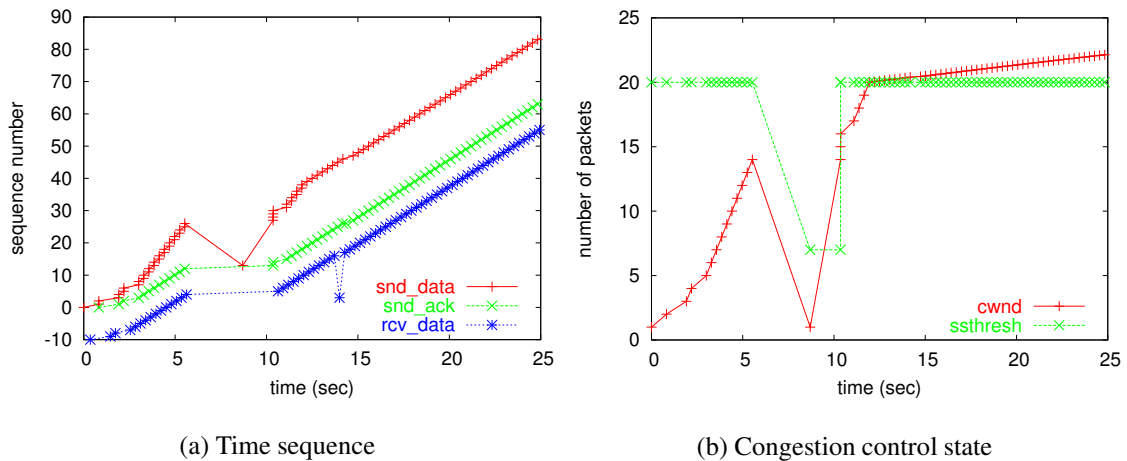 90
80
70
60
50
40
30
20
10
0
-10
sequence number
0 5 10 15 20 25
time (sec)
snd_data
snd_ack
rcv_data
(a) Time sequence
25
20
15
10
5
0
number of packets
0 5 10 15 20 25
time (sec)
cwnd
ssthresh
(b) Congestion control state